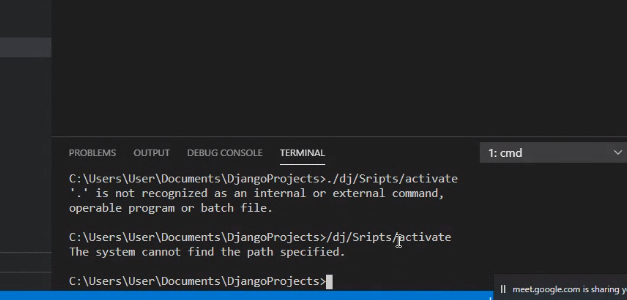 PROBLEMS OUTPUT DEBUG CONSOLE TERMINAL 1: cmd
C:\Users\User\Documents\DjangoProjects>./dj/Sripts/activate
'.' is not recognized as an internal or external command,
operable program or batch file.
C:\Users\User\Documents\DjangoProjects>/dj/Sripts/activate
The system cannot find the path specified.
C:\Users\User\Documents\DjangoProjects>
meet.google.com is sharing